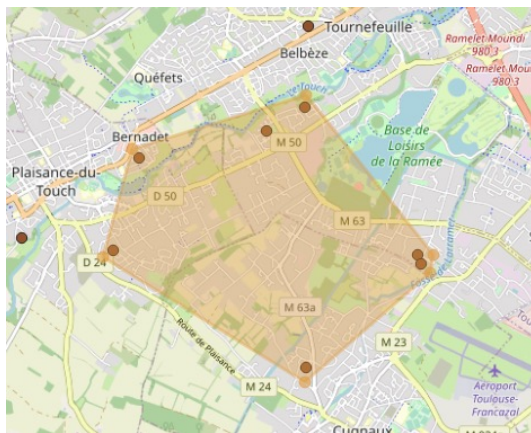 Tournefeuille
Ramelet Moundi
980 3
Belbèze
Ramelet Mou
980 3
Quéfets
Bernadet
M 50
Base de
Loisirs
de la Ramée
Plaisance-du-
Touch
D 50
M 63
D 24
M 63a
Route de Plaisance
M 23
M 24
Aéroport
Toulouse-
Francazal
Cugnaux